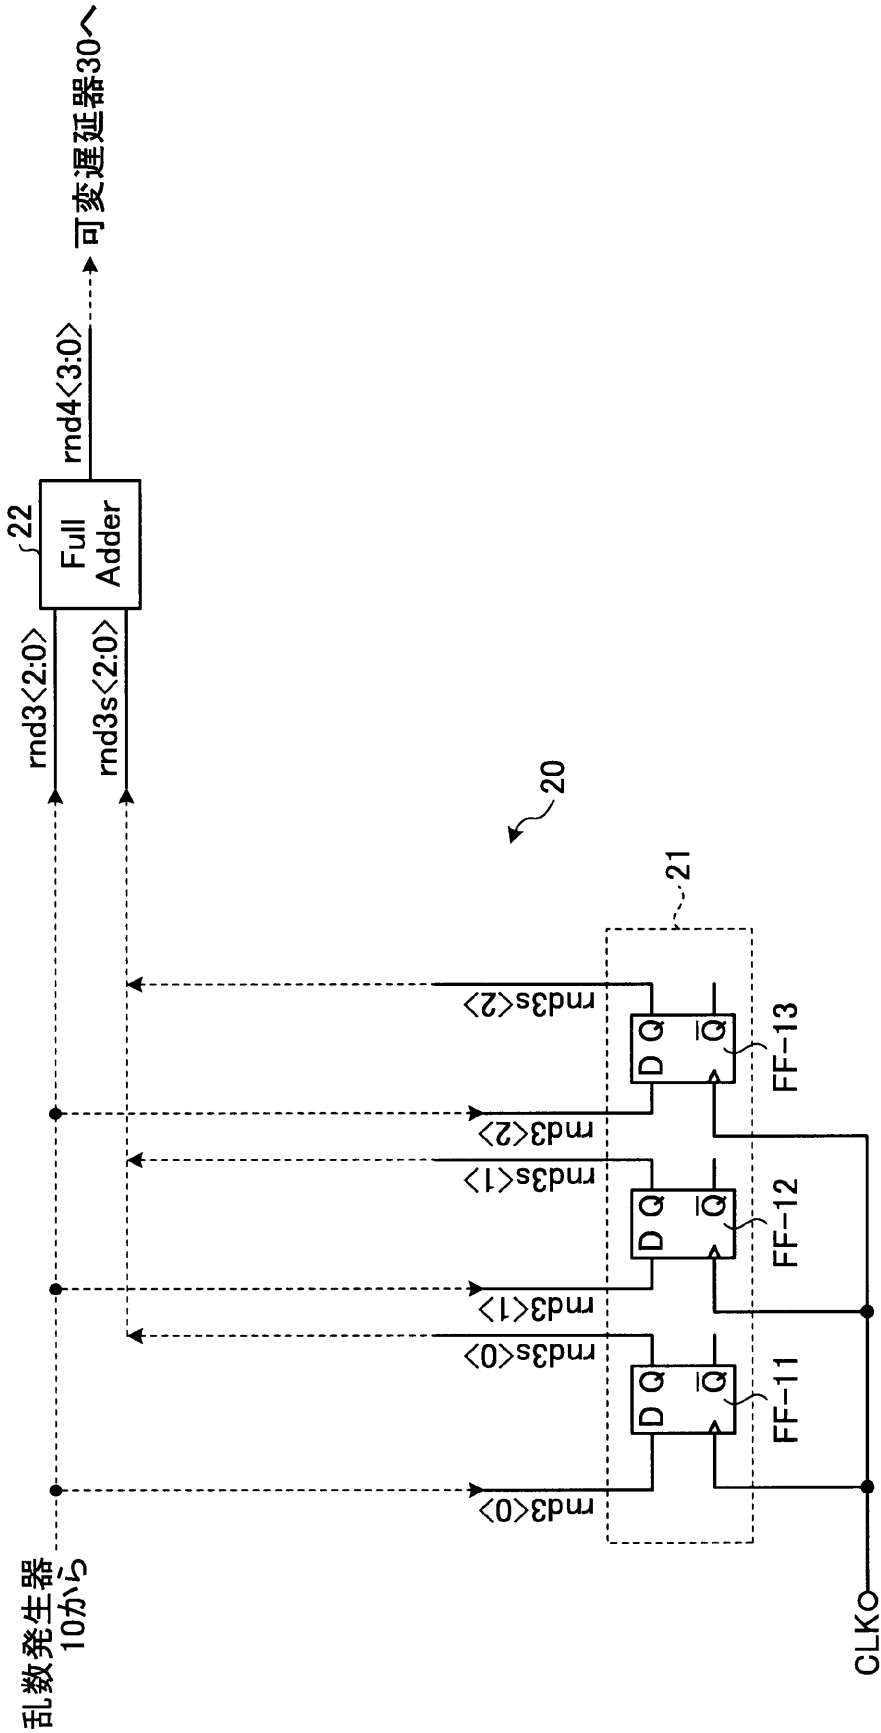 乱数発生器
10から
rnd3<2:0>
rnd3s<2:0>
22
Full
Adder
rnd4<3:0>
可変遅延器30へ
20
21
rnd3<0>
rnd3s<0>
rnd3<1>
rnd3s<1>
rnd3<2>
rnd3s<2>
D Q
Q̅
FF-11
D Q
Q̅
FF-12
D Q
Q̅
FF-13
CLK